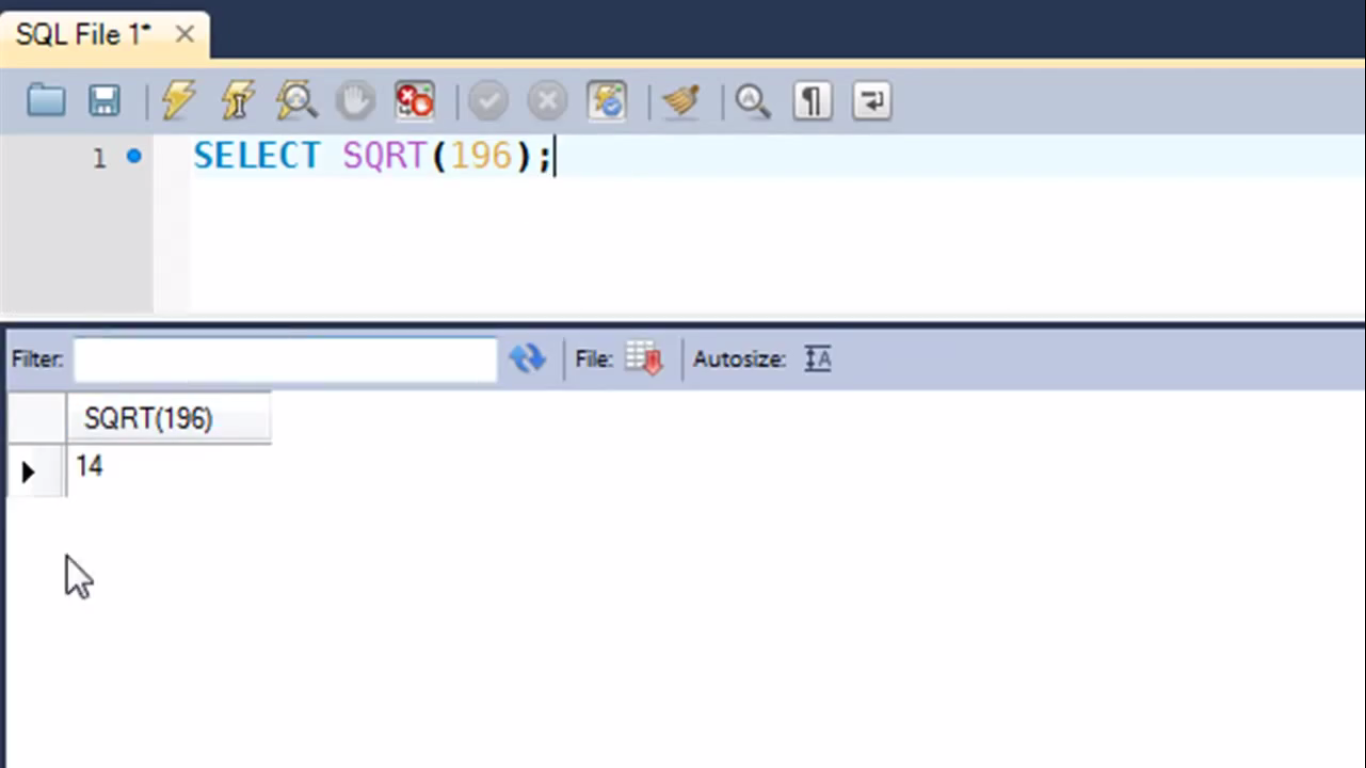 SQL File 1*
1 SELECT SQRT(196);
Filter: File: Autosize:
SQRT(196)
14